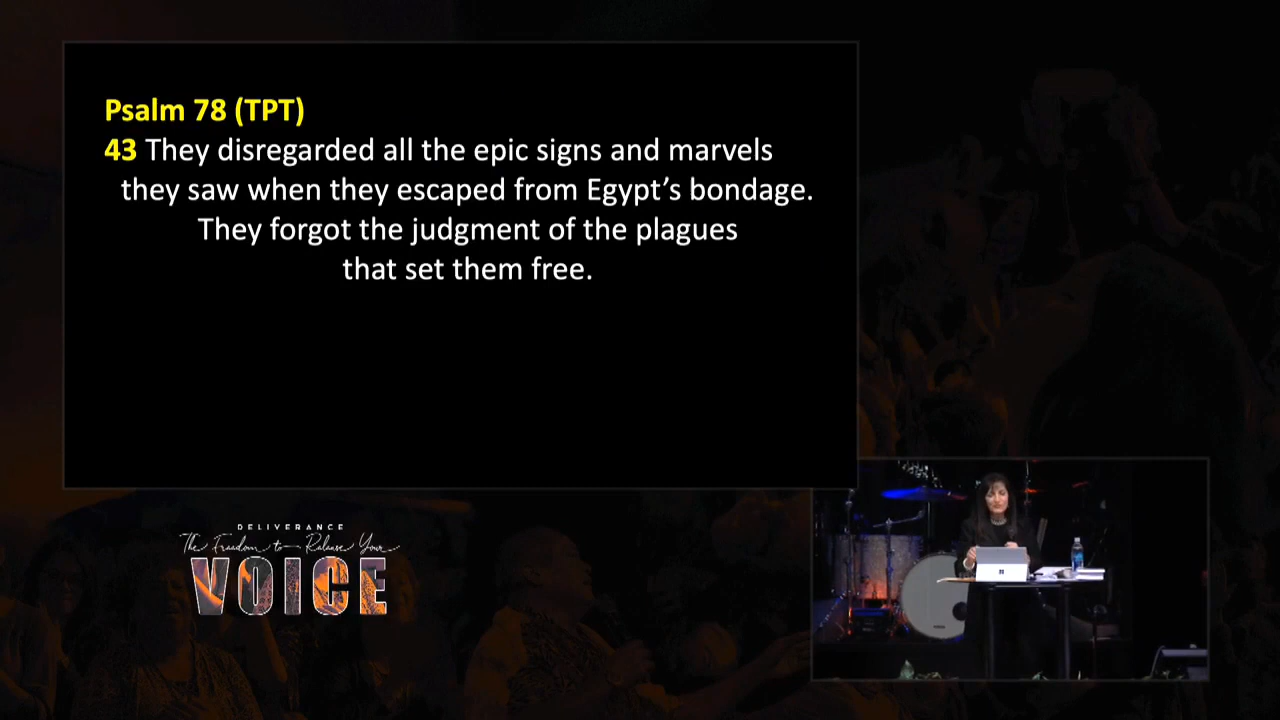 Psalm 78 (TPT)
43 They disregarded all the epic signs and marvels
they saw when they escaped from Egypt’s bondage.
They forgot the judgment of the plagues
that set them free.
DELIVERANCE
The Freedom to Release Your
VOICE